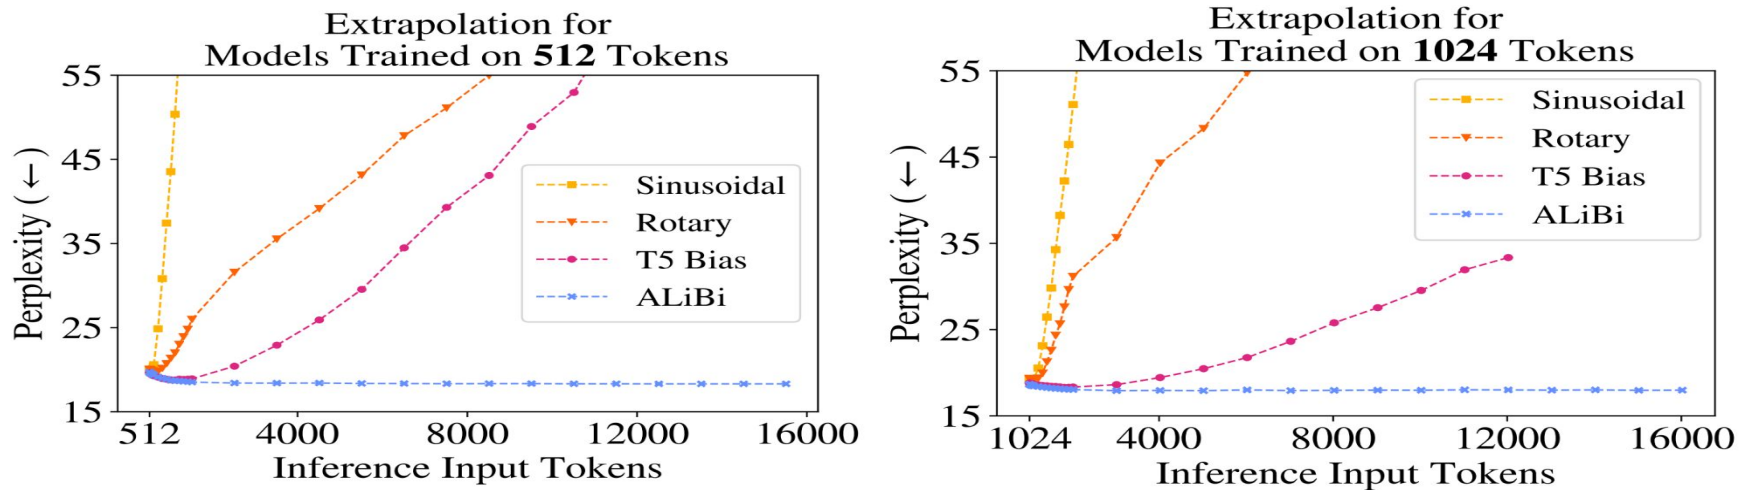 Extrapolation for
Models Trained on 512 Tokens
55
45
35
25
15
Perplexity (←)
Sinusoidal
Rotary
T5 Bias
ALiBi
512
4000
8000
12000
16000
Inference Input Tokens
Extrapolation for
Models Trained on 1024 Tokens
55
45
35
25
15
Perplexity (←)
Sinusoidal
Rotary
T5 Bias
ALiBi
1024
4000
8000
12000
16000
Inference Input Tokens